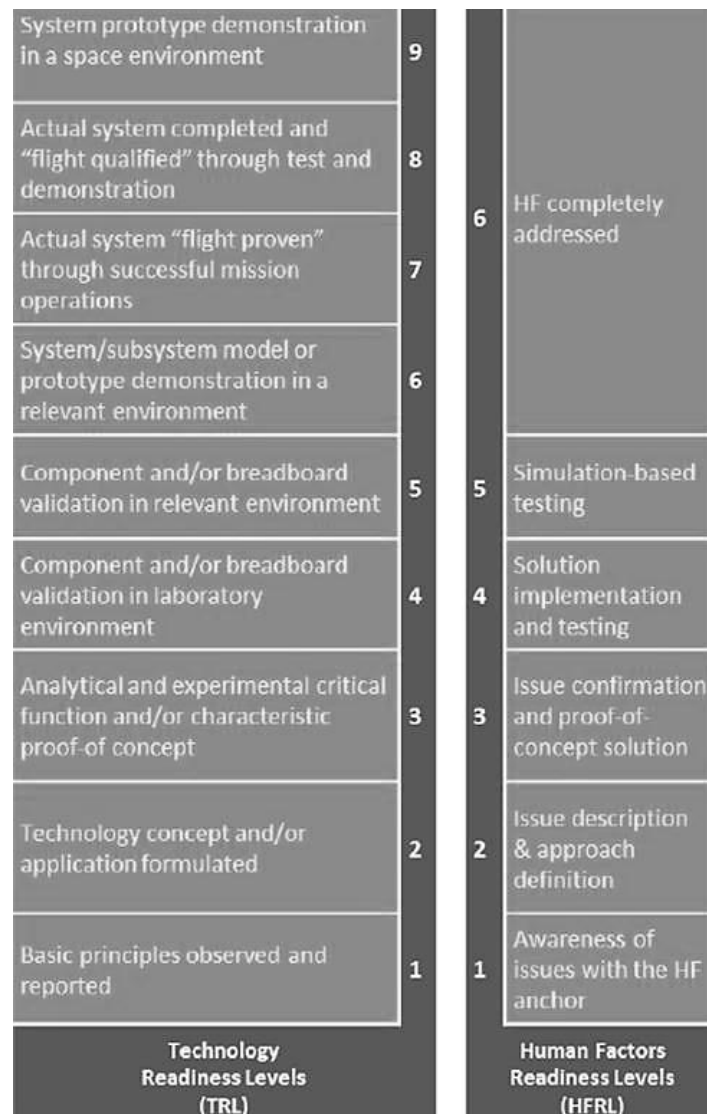 System prototype demonstration
in a space environment
9
Actual system completed and
“flight qualified” through test and
demonstration
8
Actual system “flight proven”
through successful mission
operations
7
System/subsystem model or
prototype demonstration in a
relevant environment
6
Component and/or breadboard
validation in relevant environment
5
Component and/or breadboard
validation in laboratory
environment
4
Analytical and experimental critical
function and/or characteristic
proof-of concept
3
Technology concept and/or
application formulated
2
Basic principles observed and
reported
1
Technology
Readiness Levels
(TRL)
6
HF completely
addressed
5
Simulation-based
testing
4
Solution
implementation
and testing
3
Issue confirmation
and proof-of-
concept solution
2
Issue description
& approach
definition
1
Awareness of
issues with the HF
anchor
Human Factors
Readiness Levels
(HFRL)